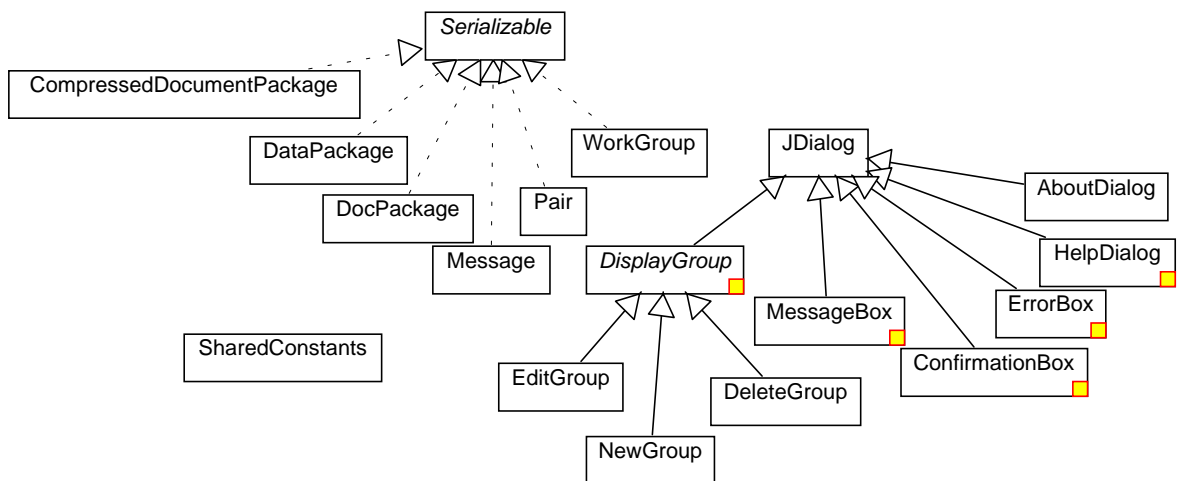 Serializable
CompressedDocumentPackage
DataPackage
WorkGroup
JDialog
AboutDialog
DocPackage
Pair
Message
DisplayGroup
HelpDialog
MessageBox
ErrorBox
SharedConstants
EditGroup
DeleteGroup
ConfirmationBox
NewGroup